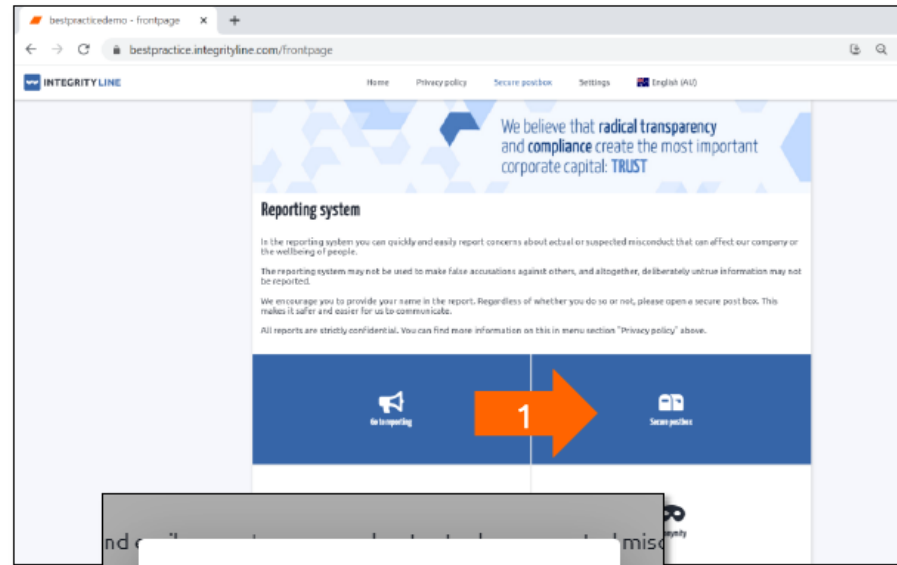 bestpracticedemo - frontpage
bestpractice.integrityline.com/frontpage
INTEGRITY LINE
Home Privacy policy Secure postbox Settings English (AU)
We believe that radical transparency
and compliance create the most important
corporate capital: TRUST
Reporting system
In the reporting system you can quickly and easily report concerns about actual or suspected misconduct that can affect our company or
the wellbeing of people.
The reporting system may not be used to make false accusations against others, and altogether, deliberately untrue information may not
be reported.
We encourage you to provide your name in the report. Regardless of whether you do so or not, please open a secure post box. This
makes it safer and easier for us to communicate.
All reports are strictly confidential. You can find more information on this in menu section "Privacy policy" above.
1
Go to reporting
Secure postbox
nd
misc